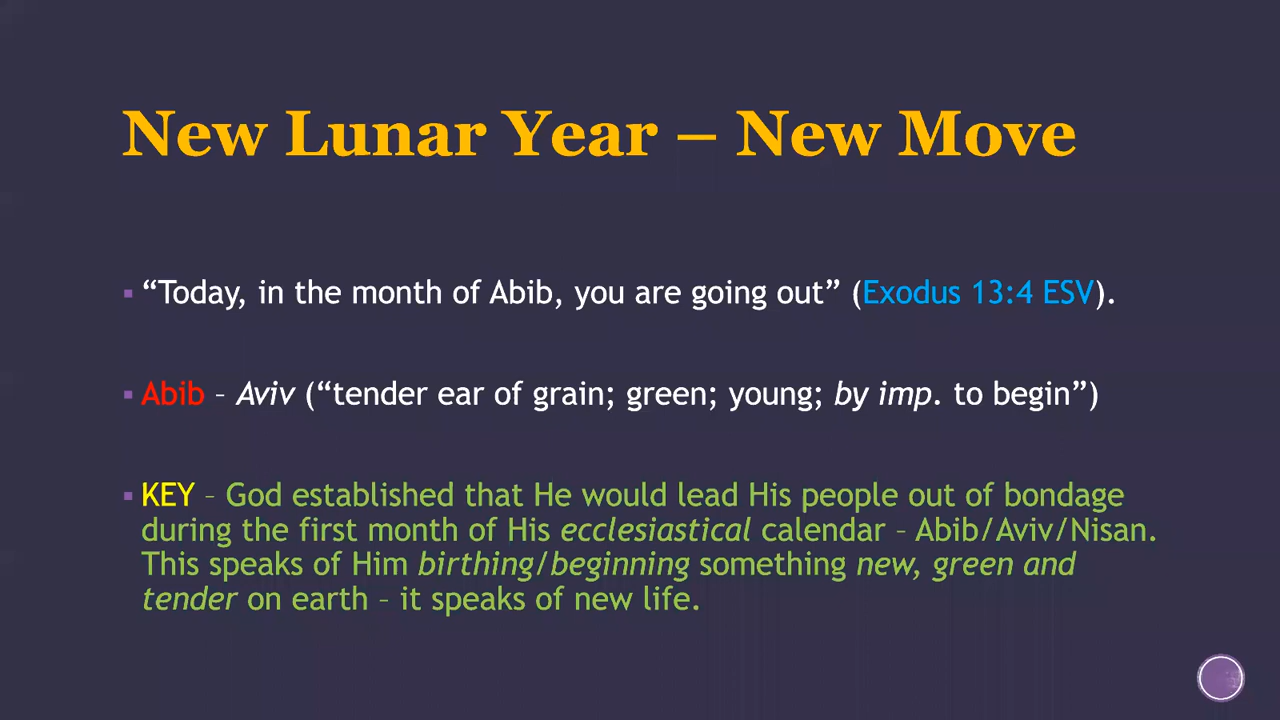 New Lunar Year – New Move
▪ “Today, in the month of Abib, you are going out” (Exodus 13:4 ESV).
▪ Abib – Aviv (“tender ear of grain; green; young; by imp. to begin”)
▪ KEY – God established that He would lead His people out of bondage
during the first month of His ecclesiastical calendar – Abib/Aviv/Nisan.
This speaks of Him birthing/beginning something new, green and
tender on earth – it speaks of new life.